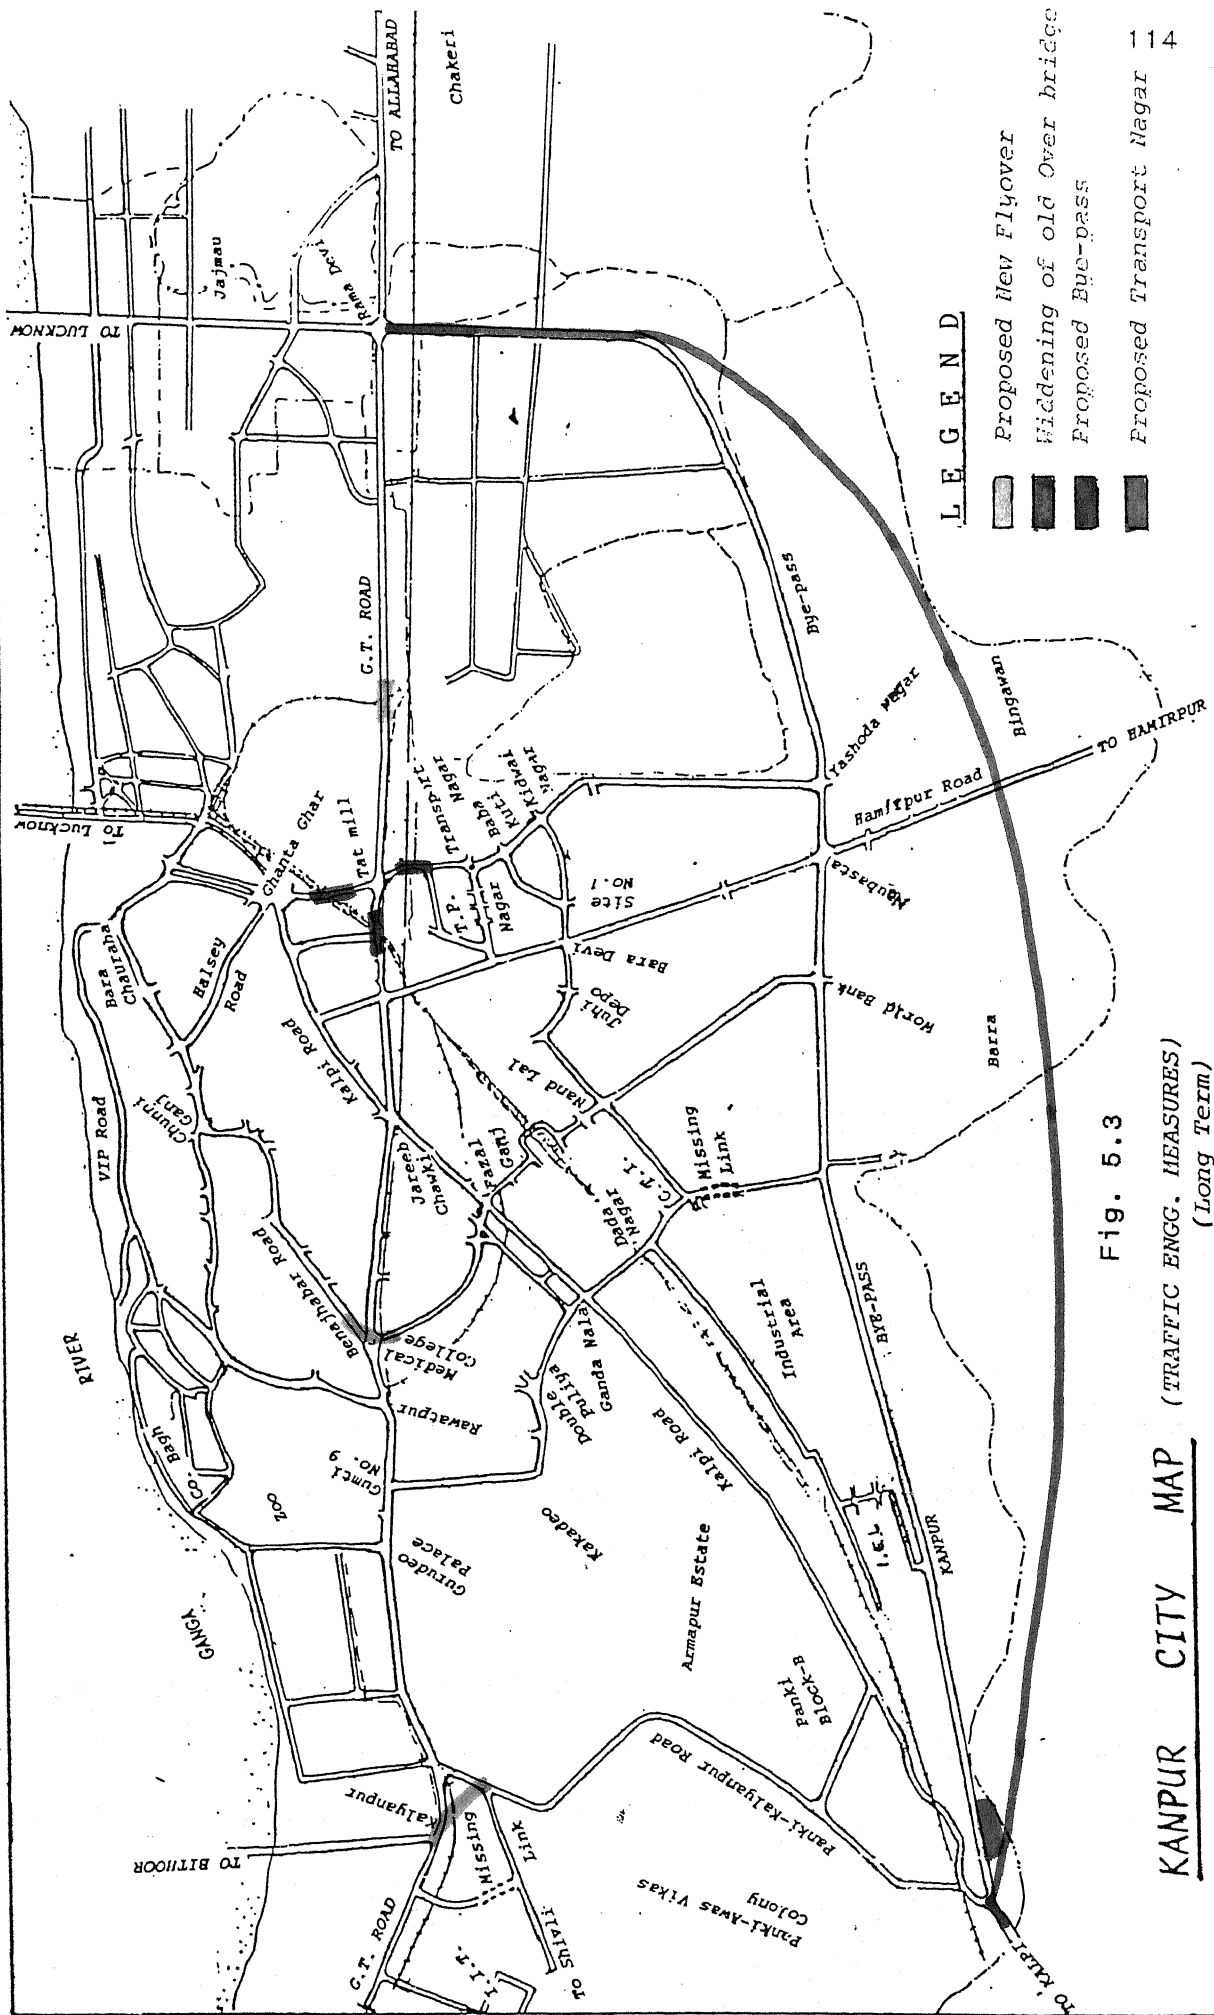 114
TO LUCKNOW
To Lucknow
TO ALLAHABAD
Chakeri
Jajmau
Rama Devi
G.T. ROAD
Bye-pass
Yashoda Nagar
Bingawan
TO HAMIRPUR
Hamirpur Road
Naubasta
Ghanta Ghar
Tat mill
Transport
Nagar
Baba
Kuti
Kidwai
Nagar
T.P.
Nagar
Site
No.1
Bara Devi
Juhi
Depo
World Bank
Barra
Bara
Chauraha
Halsey
Road
Kalpi Road
VIP Road
Chunni
Ganj
Nand Lal
Jareeb
Chawki
Fazal
Ganj
C.T.I.
Missing
Link
Dada
Nagar
Benajhabar Road
Medical
College
RIVER
GANGA
Rawatpur
Double
Puliya
Ganda Nala
Industrial
Area
BYE-PASS
KANPUR
Co. Bagh
Zoo
Gumti
No. 9
Gurudeo
Palace
Kakadeo
Kalpi Road
Armapur Estate
I.E.L
Panki
BLOCK-B
Panki-Kalyanpur Road
Panki-Awas Vikas
Colony
Kalyanpur
TO BITHOOR
Missing
Link
G.T. ROAD
I.I.T.
To Shivli
TO KALPI
LEGEND
Proposed New Flyover
Widdening of old Over bridge
Proposed Bye-pass
Proposed Transport Nagar
Fig. 5.3
KANPUR CITY MAP (TRAFFIC ENGG. MEASURES)
(Long Term)